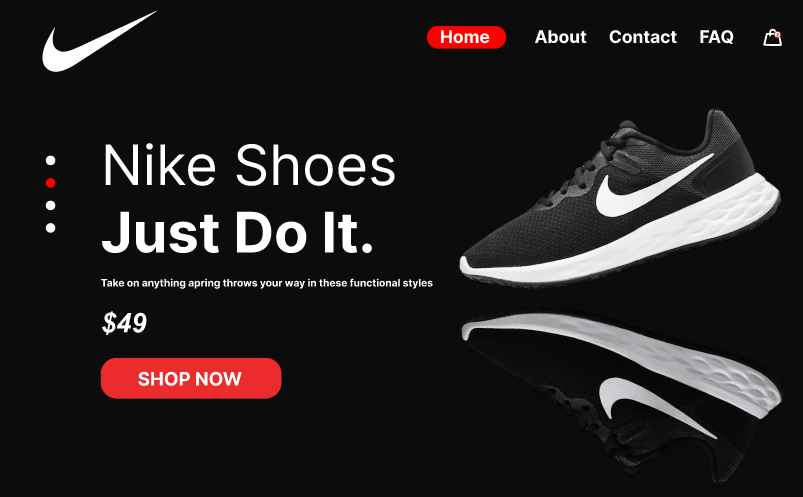 Home About Contact FAQ
Nike Shoes
Just Do It.
Take on anything apring throws your way in these functional styles
$49
SHOP NOW